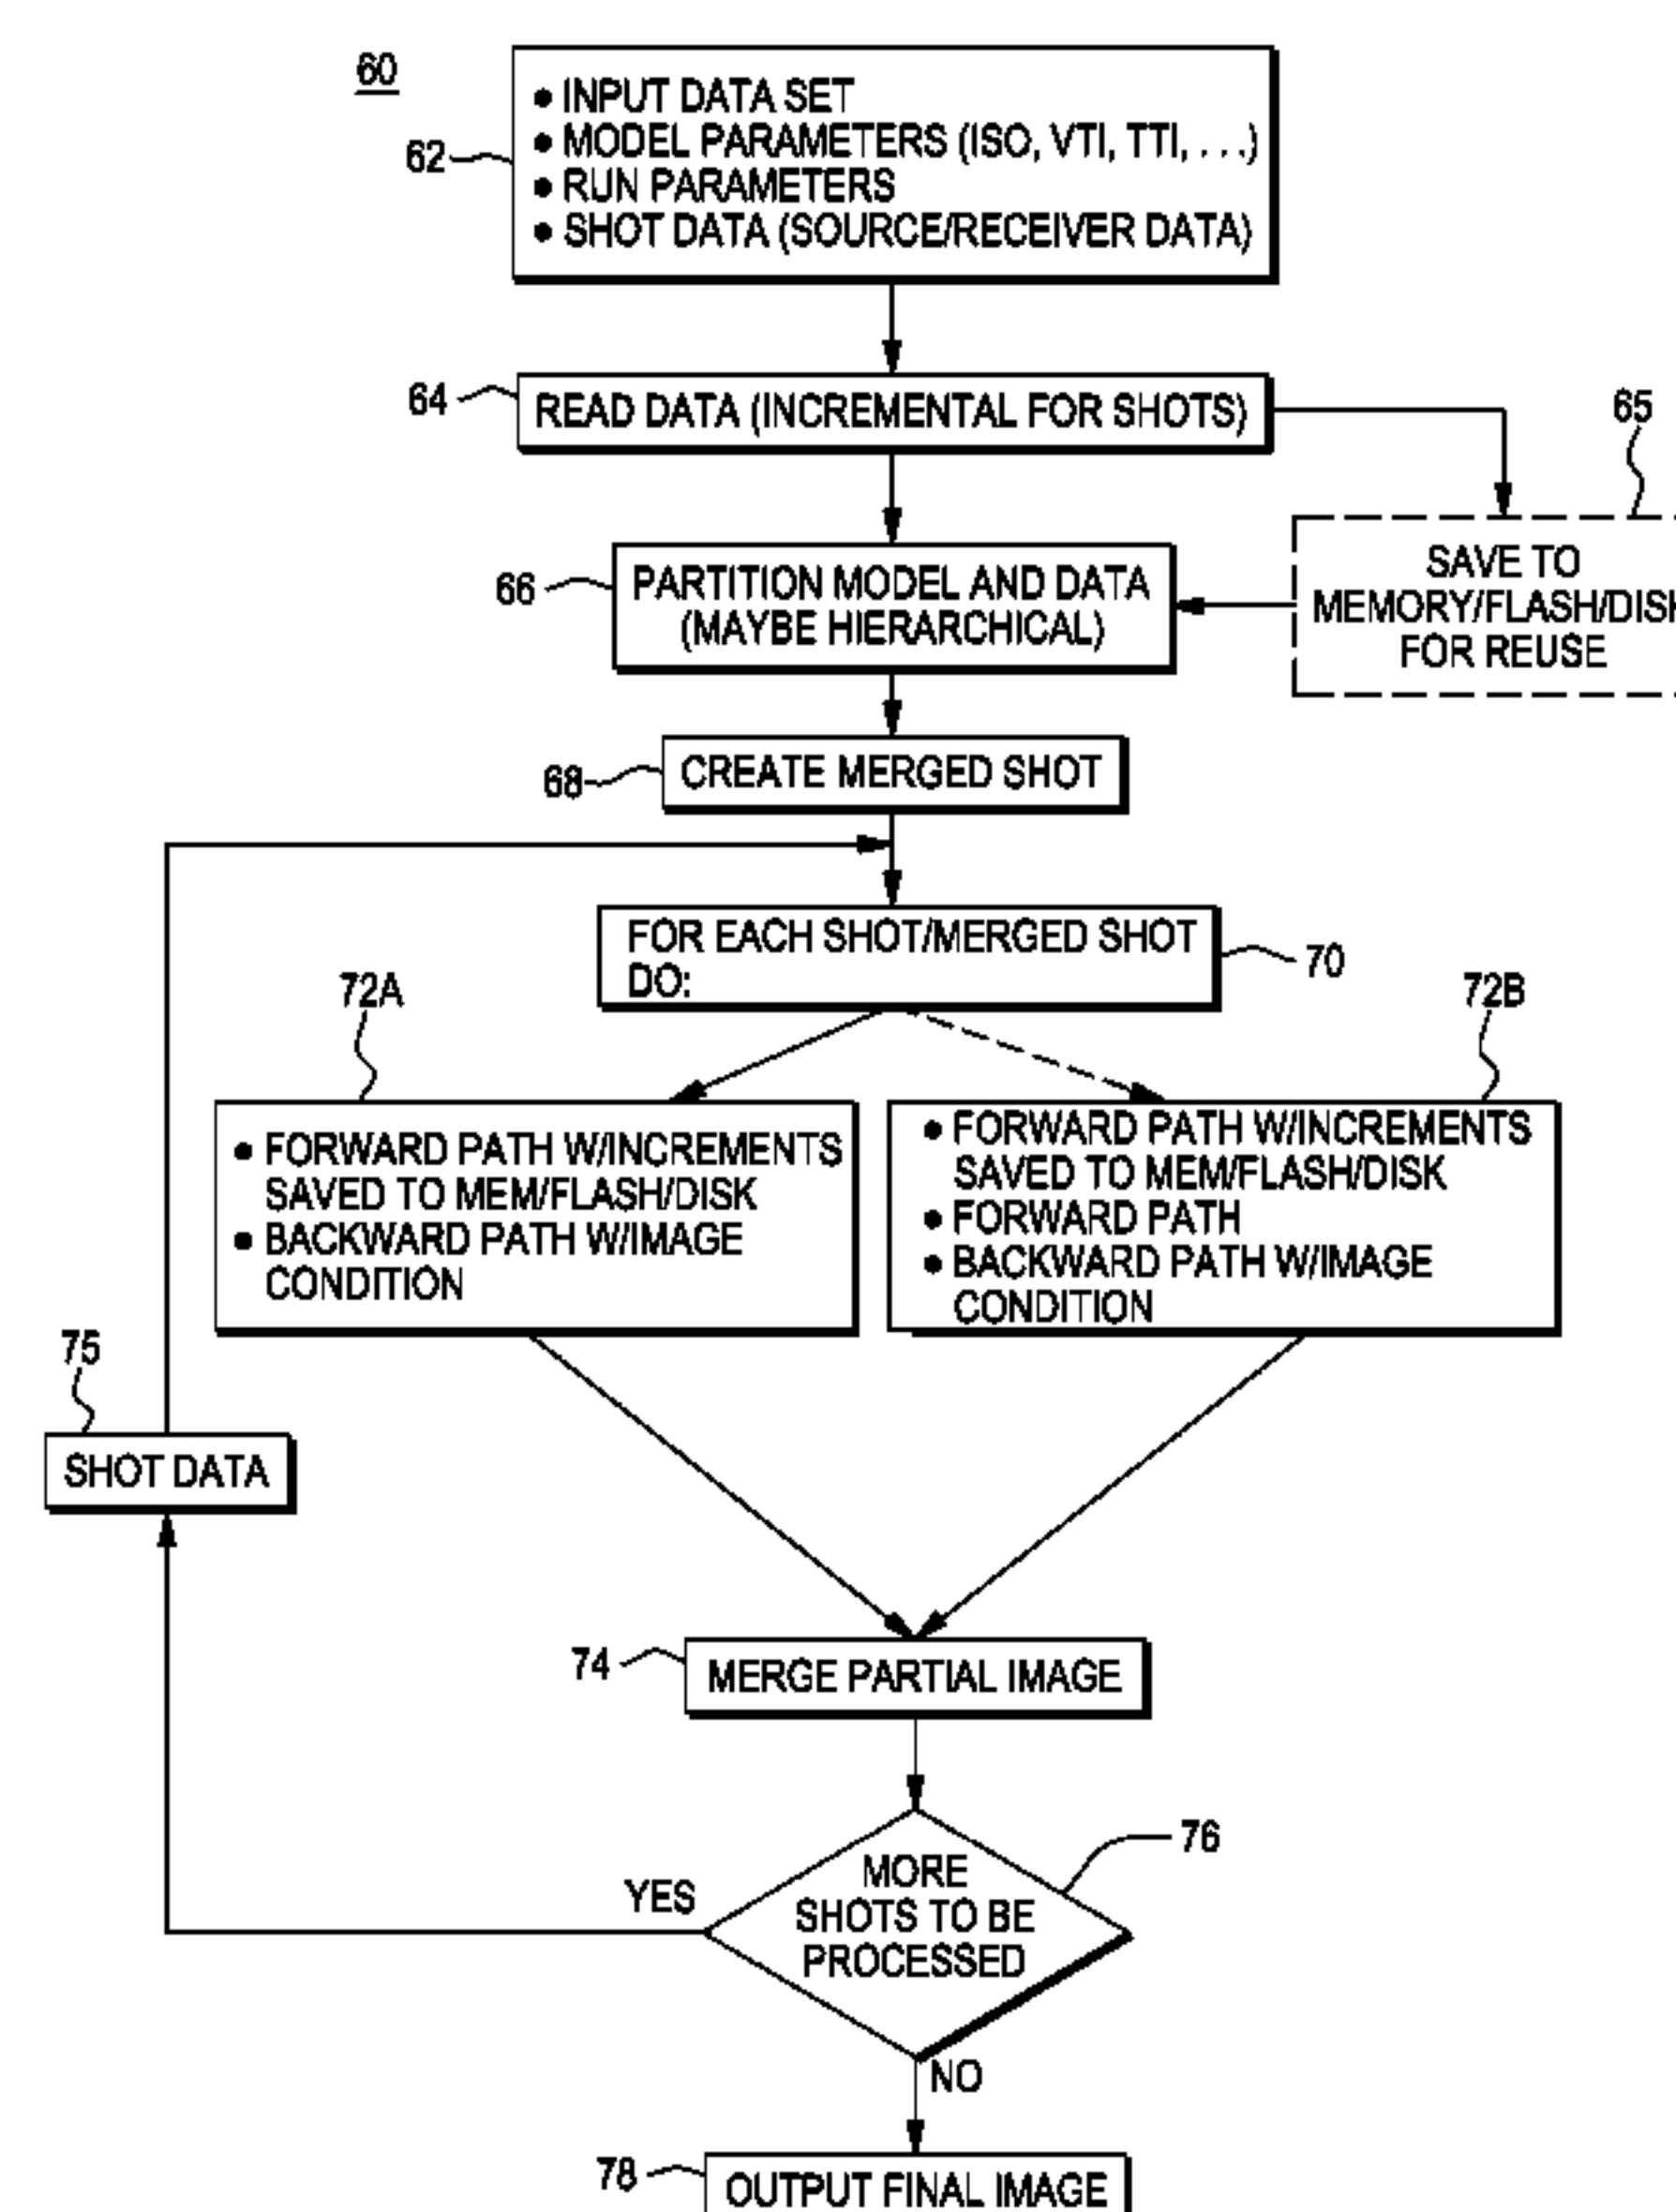 60
62
● INPUT DATA SET
● MODEL PARAMETERS (ISO, VTI, TTI, . . .)
● RUN PARAMETERS
● SHOT DATA (SOURCE/RECEIVER DATA)
64
READ DATA (INCREMENTAL FOR SHOTS)
65
SAVE TO
MEMORY/FLASH/DISK
FOR REUSE
66
PARTITION MODEL AND DATA
(MAYBE HIERARCHICAL)
68
CREATE MERGED SHOT
FOR EACH SHOT/MERGED SHOT
DO:
70
72A
72B
● FORWARD PATH W/INCREMENTS
SAVED TO MEM/FLASH/DISK
● BACKWARD PATH W/IMAGE
CONDITION
● FORWARD PATH W/INCREMENTS
SAVED TO MEM/FLASH/DISK
● FORWARD PATH
● BACKWARD PATH W/IMAGE
CONDITION
75
SHOT DATA
74
MERGE PARTIAL IMAGE
76
MORE
SHOTS TO BE
PROCESSED
YES
NO
78
OUTPUT FINAL IMAGE